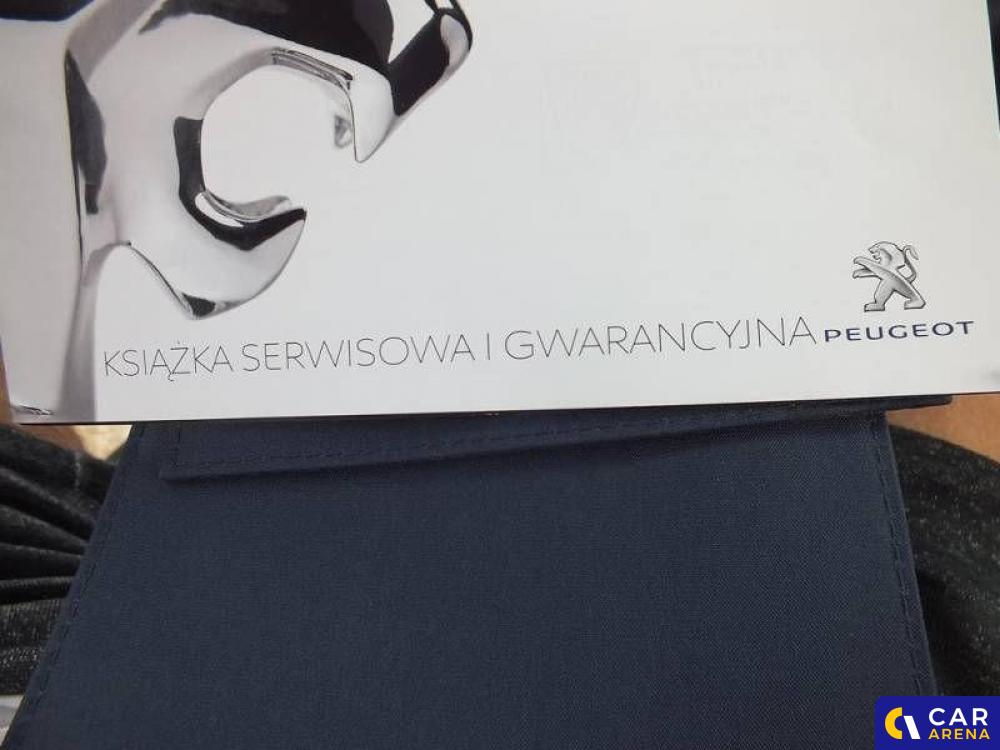 KSIĄŻKA SERWISOWA I GWARANCYJNA
PEUGEOT
CAR
ARENA